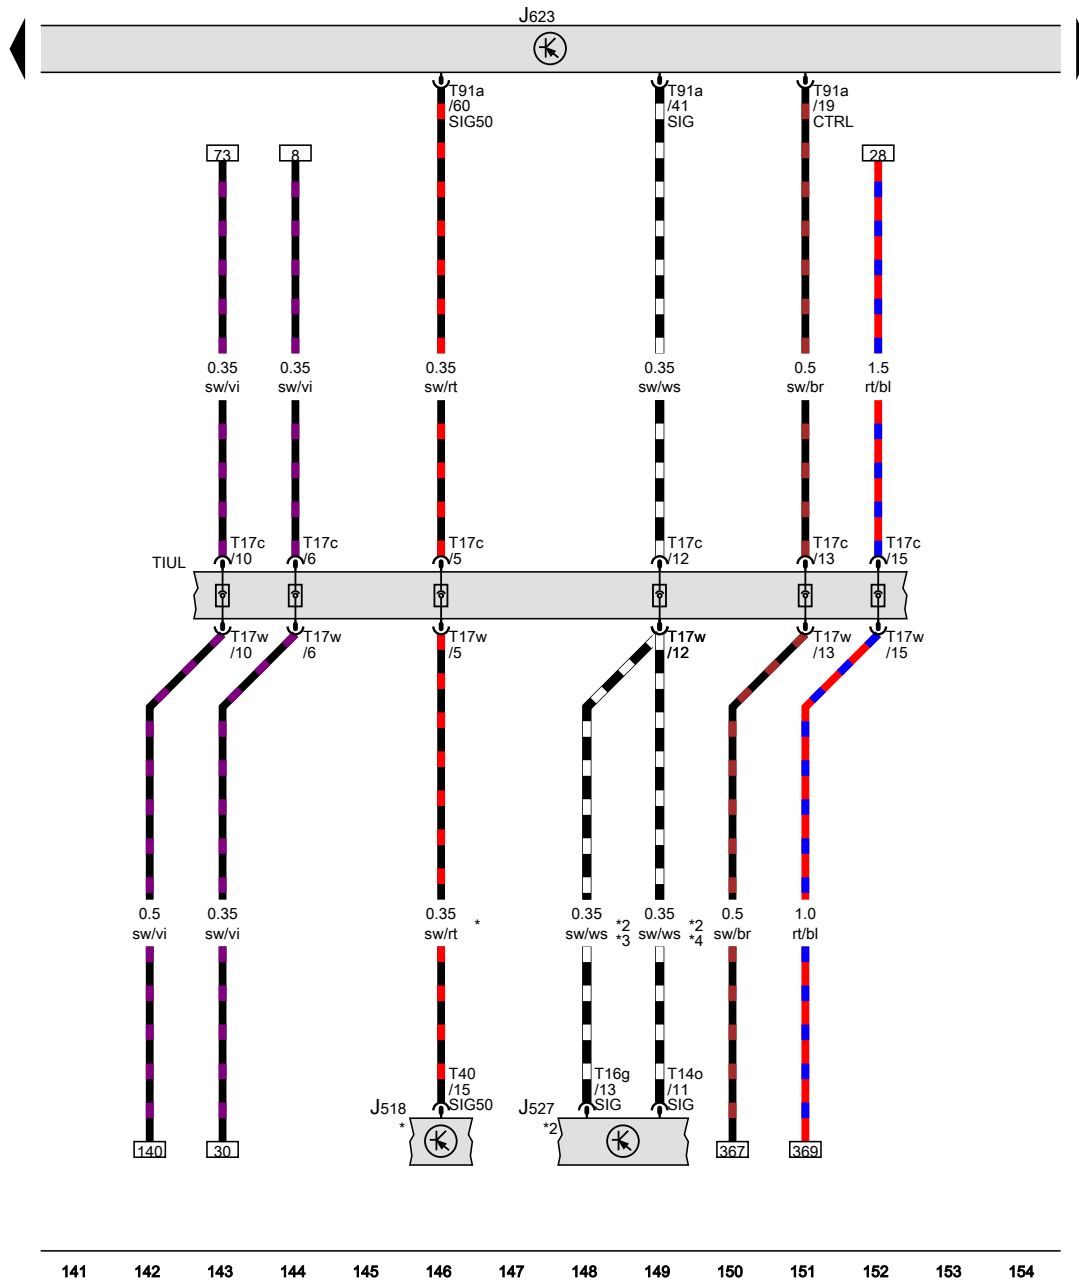 J623
T91a
/60
SIG50
T91a
/41
SIG
T91a
/19
CTRL
73
8
28
0.35
sw/vi
0.35
sw/vi
0.35
sw/rt
0.35
sw/ws
0.5
sw/br
1.5
rt/bl
TIUL
T17c
/10
T17c
/6
T17c
/5
T17c
/12
T17c
/13
T17c
/15
T17w
/10
T17w
/6
T17w
/5
T17w
/12
T17w
/13
T17w
/15
0.5
sw/vi
0.35
sw/vi
0.35
sw/rt
*
0.35
sw/ws
*2
*3
0.35
sw/ws
*2
*4
0.5
sw/br
1.0
rt/bl
T40
/15
SIG50
T16g
/13
SIG
T14o
/11
SIG
J518
*
J527
*2
140
30
367
369
141 142 143 144 145 146 147 148 149 150 151 152 153 154